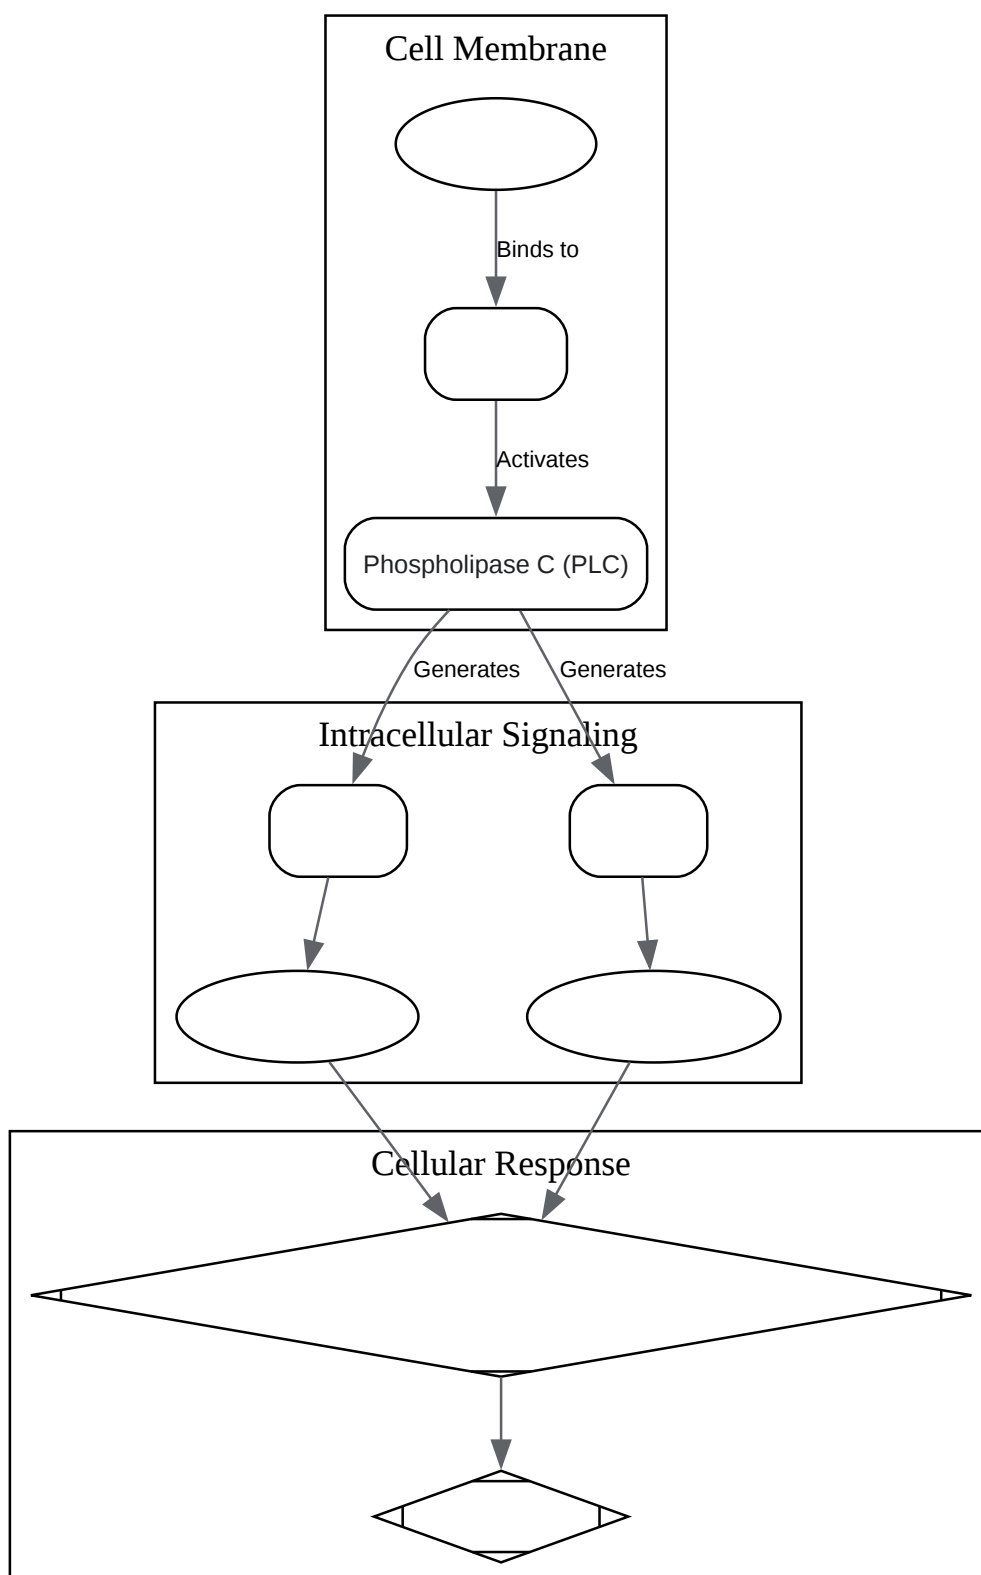 Cell Membrane
Binds to
Activates
Phospholipase C (PLC)
Generates
Generates
Intracellular Signaling
Cellular Response